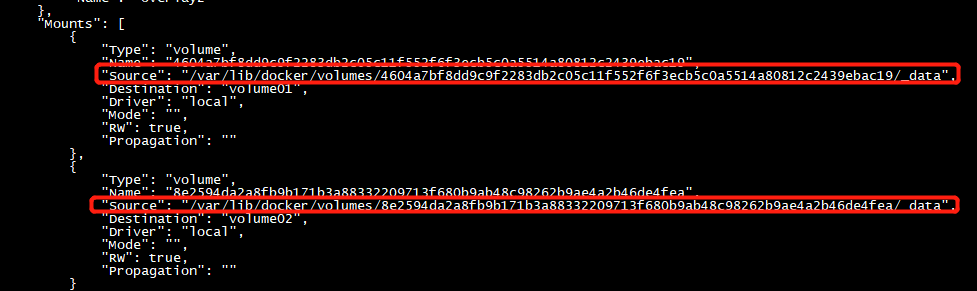 "Name": "overlay2"
},
"Mounts": [
{
"Type": "volume",
"Name": "4604a7bf8dd9c9f2283db2c05c11f552f6f3ecb5c0a5514a80812c2439ebac19",
"Source": "/var/lib/docker/volumes/4604a7bf8dd9c9f2283db2c05c11f552f6f3ecb5c0a5514a80812c2439ebac19/_data",
"Destination": "volume01",
"Driver": "local",
"Mode": "",
"RW": true,
"Propagation": ""
},
{
"Type": "volume",
"Name": "8e2594da2a8fb9b171b3a88332209713f680b9ab48c98262b9ae4a2b46de4fea",
"Source": "/var/lib/docker/volumes/8e2594da2a8fb9b171b3a88332209713f680b9ab48c98262b9ae4a2b46de4fea/_data",
"Destination": "volume02",
"Driver": "local",
"Mode": "",
"RW": true,
"Propagation": ""
}